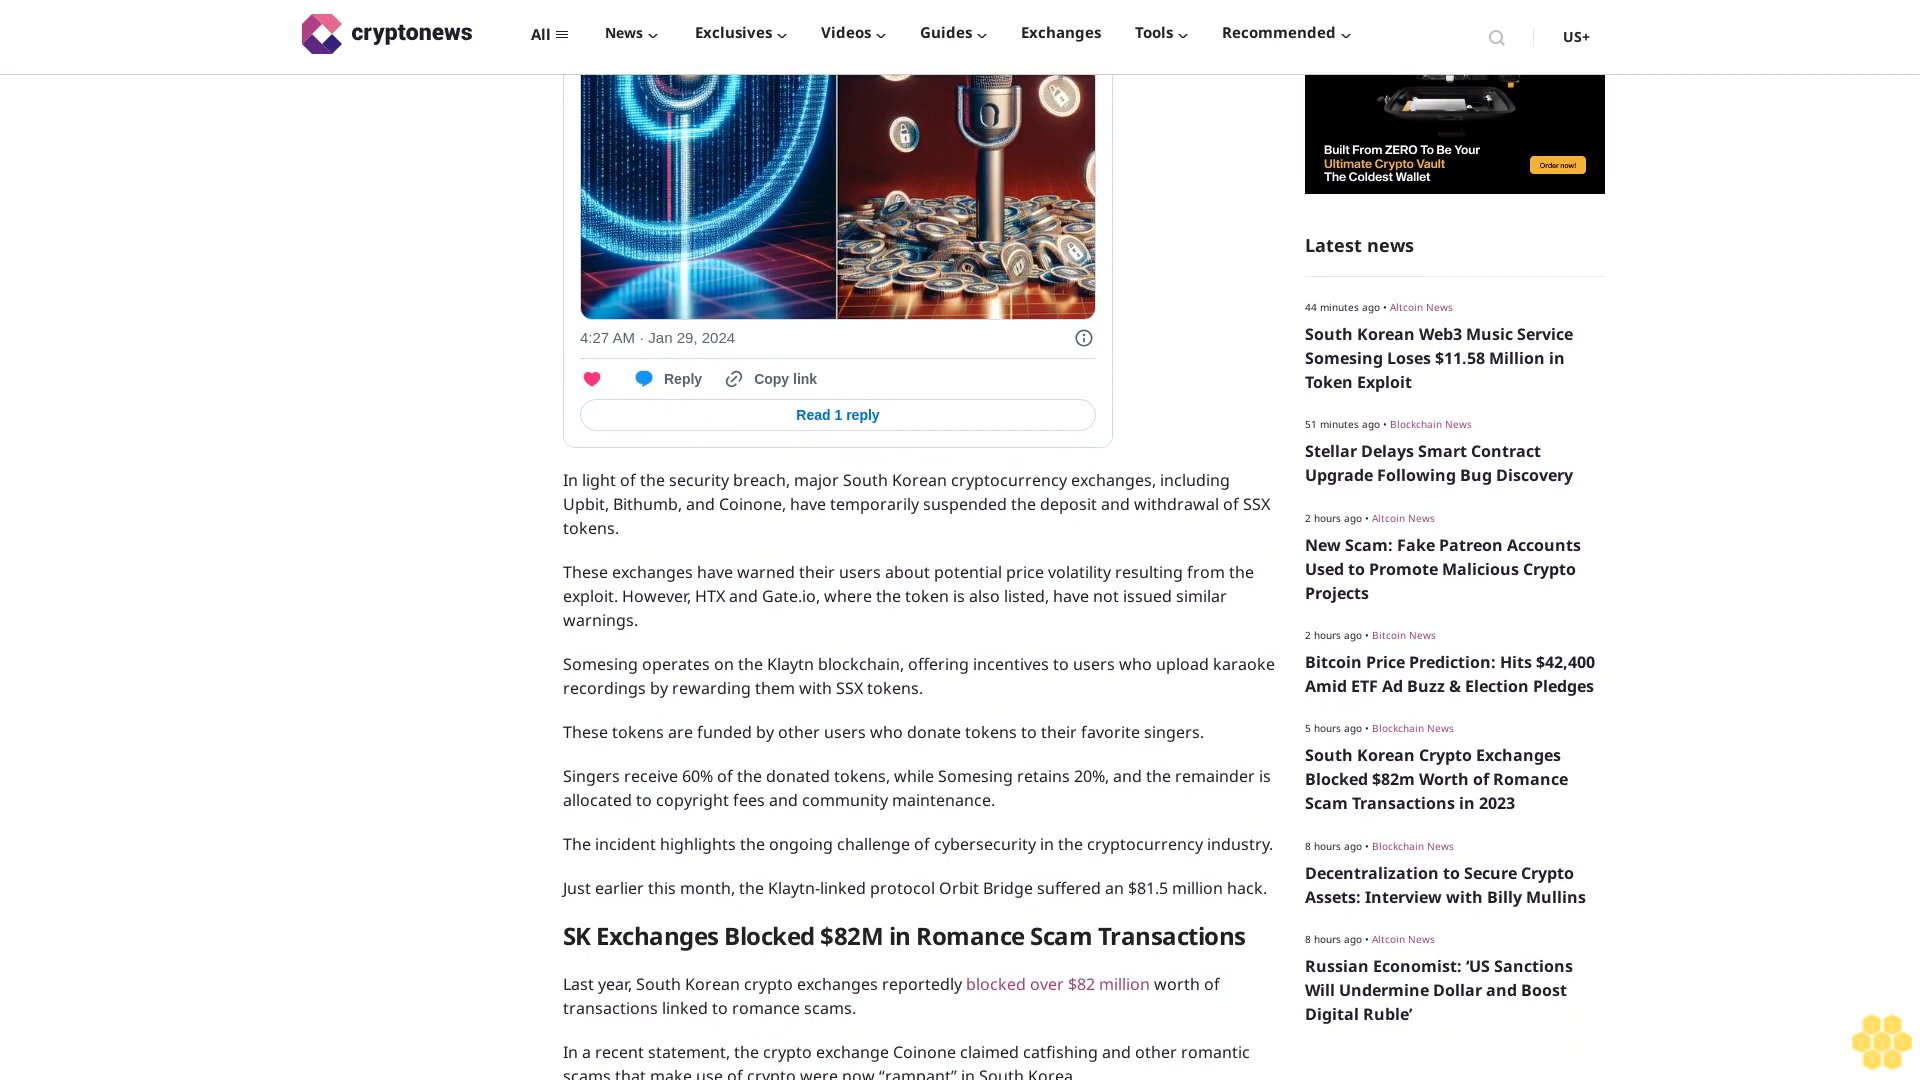 cryptonews
All
News
Exclusives
Videos
Guides
Exchanges
Tools
Recommended
US+
4:27 AM · Jan 29, 2024
Reply
Copy link
Read 1 reply
In light of the security breach, major South Korean cryptocurrency exchanges, including
Upbit, Bithumb, and Coinone, have temporarily suspended the deposit and withdrawal of SSX
tokens.
These exchanges have warned their users about potential price volatility resulting from the
exploit. However, HTX and Gate.io, where the token is also listed, have not issued similar
warnings.
Somesing operates on the Klaytn blockchain, offering incentives to users who upload karaoke
recordings by rewarding them with SSX tokens.
These tokens are funded by other users who donate tokens to their favorite singers.
Singers receive 60% of the donated tokens, while Somesing retains 20%, and the remainder is
allocated to copyright fees and community maintenance.
The incident highlights the ongoing challenge of cybersecurity in the cryptocurrency industry.
Just earlier this month, the Klaytn-linked protocol Orbit Bridge suffered an $81.5 million hack.
SK Exchanges Blocked $82M in Romance Scam Transactions
Last year, South Korean crypto exchanges reportedly blocked over $82 million worth of
transactions linked to romance scams.
In a recent statement, the crypto exchange Coinone claimed catfishing and other romantic
scams that make use of crypto were now “rampant” in South Korea.
Built From ZERO To Be Your
Ultimate Crypto Vault
The Coldest Wallet
Order now!
Latest news
44 minutes ago • Altcoin News
South Korean Web3 Music Service
Somesing Loses $11.58 Million in
Token Exploit
51 minutes ago • Blockchain News
Stellar Delays Smart Contract
Upgrade Following Bug Discovery
2 hours ago • Altcoin News
New Scam: Fake Patreon Accounts
Used to Promote Malicious Crypto
Projects
2 hours ago • Bitcoin News
Bitcoin Price Prediction: Hits $42,400
Amid ETF Ad Buzz & Election Pledges
5 hours ago • Blockchain News
South Korean Crypto Exchanges
Blocked $82m Worth of Romance
Scam Transactions in 2023
8 hours ago • Blockchain News
Decentralization to Secure Crypto
Assets: Interview with Billy Mullins
8 hours ago • Altcoin News
Russian Economist: ‘US Sanctions
Will Undermine Dollar and Boost
Digital Ruble’